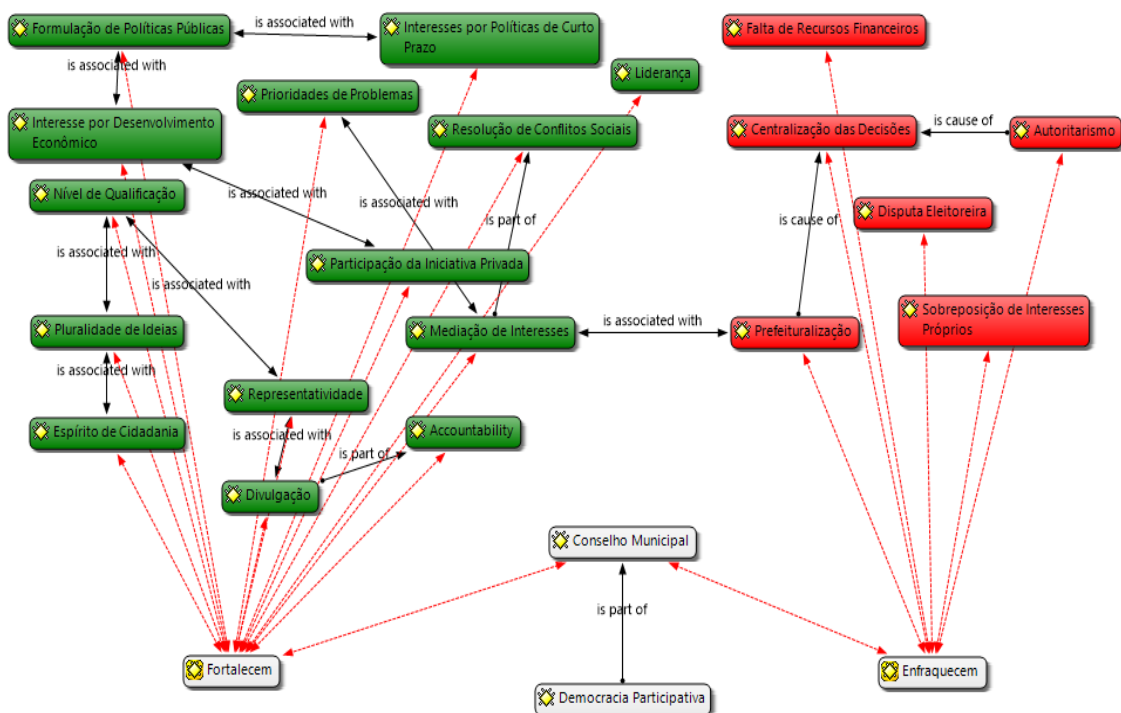 Formulação de Políticas Públicas
is associated with
Interesses por Políticas de Curto
Prazo
Falta de Recursos Financeiros
is associated with
Liderança
Prioridades de Problemas
Interesse por Desenvolvimento
Econômico
Resolução de Conflitos Sociais
Centralização das Decisões
is cause of
Autoritarismo
Nível de Qualificação
is associated with
is associated with
is part of
is cause of
Disputa Eleitoreira
is associated with
Participação da Iniciativa Privada
is associated with
Sobreposição de Interesses
Próprios
Pluralidade de Ideias
Mediação de Interesses
is associated with
Prefeituralização
is associated with
Representatividade
Espírito de Cidadania
is associated with
Accountability
is part of
Divulgação
Conselho Municipal
is part of
Fortalecem
Enfraquecem
Democracia Participativa